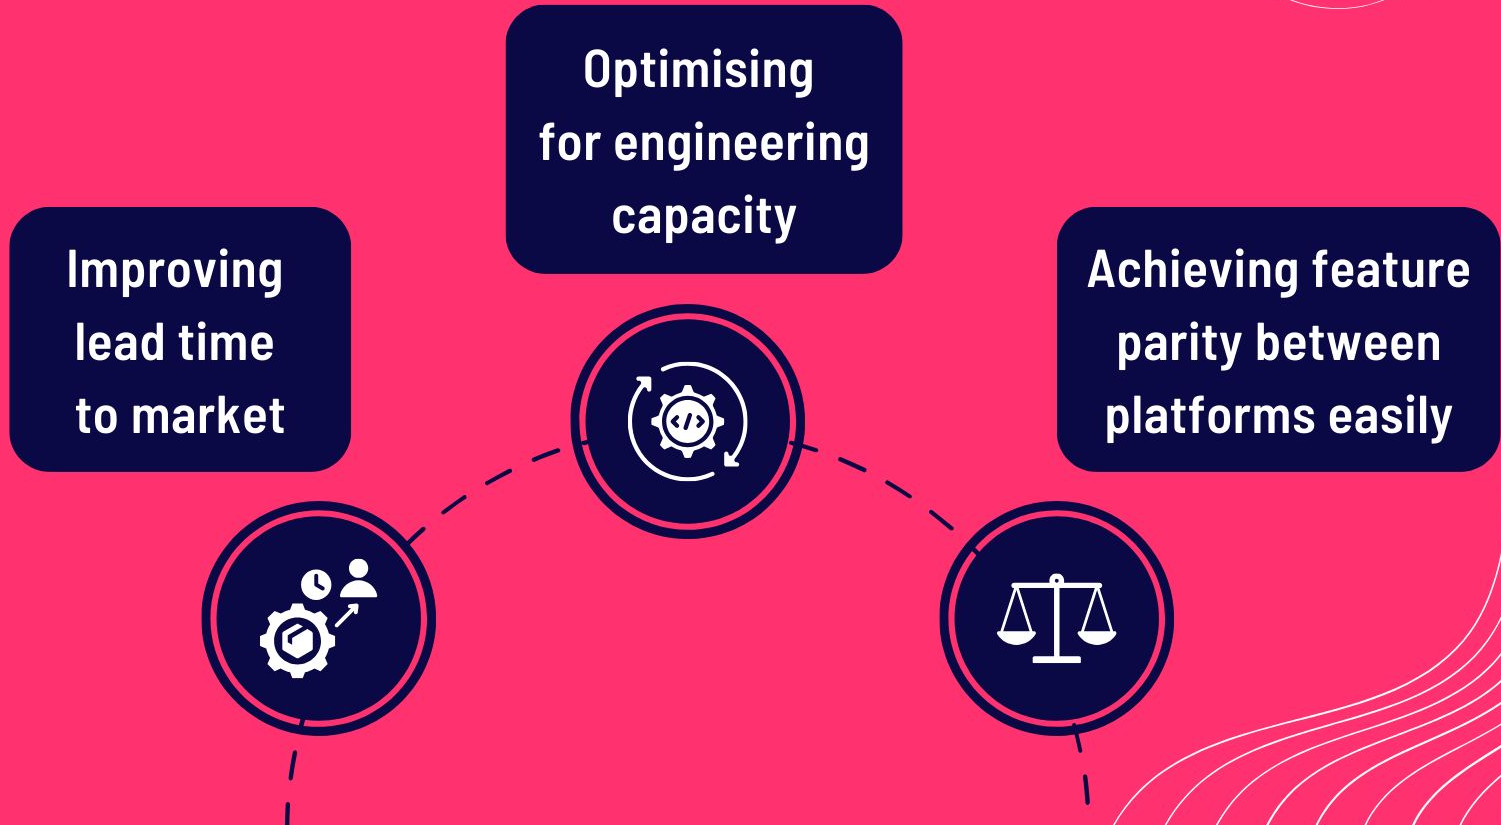 Optimising
for engineering
capacity
Improving
lead time
to market
Achieving feature
parity between
platforms easily